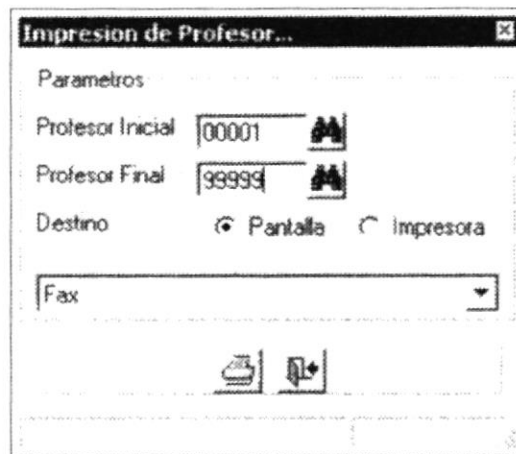 Impresion de Profesor...
Parametros
Profesor Inicial 00001
Profesor Final 99999
Destino Pantalla Impresora
Fax